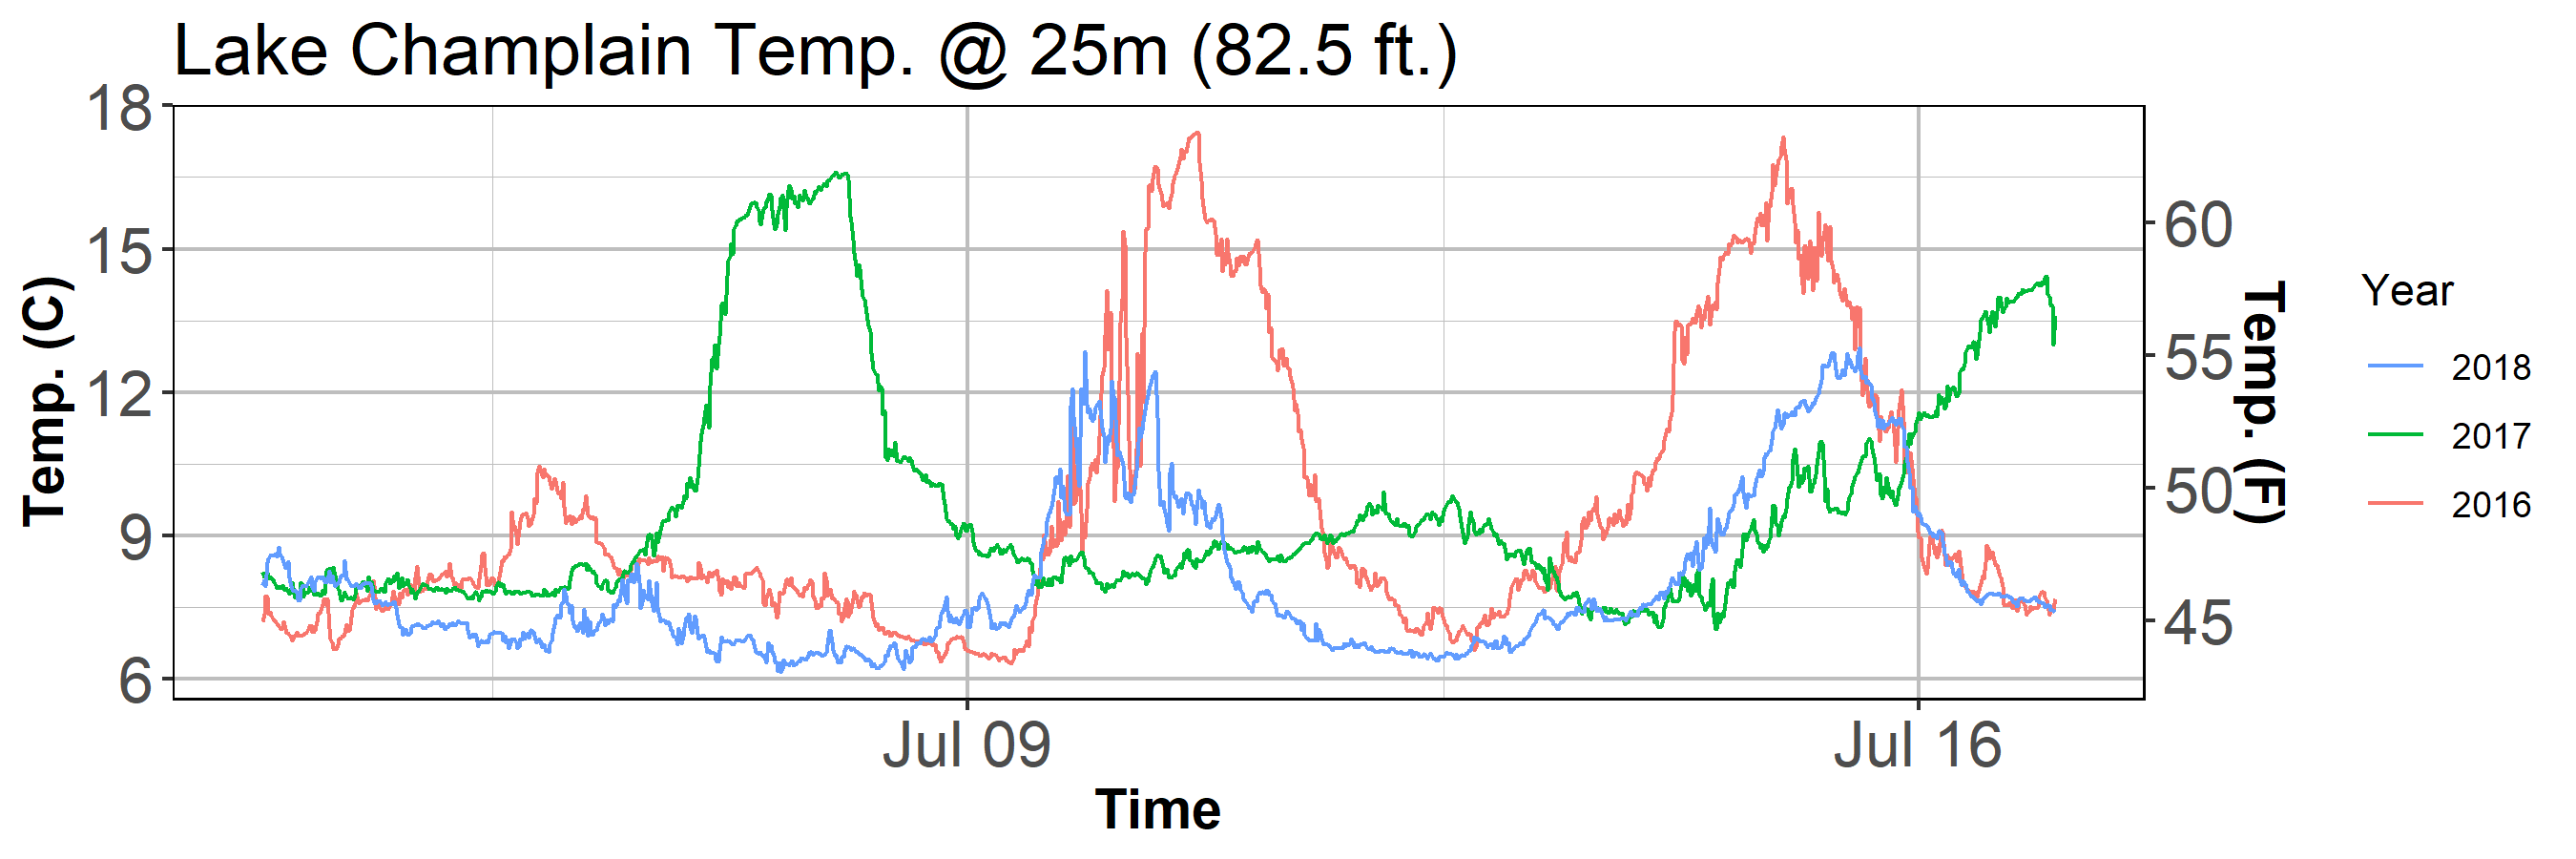 Lake Champlain Temp. @ 25m (82.5 ft.)
18
15
12
9
6
Temp. (C)
60
55
50
45
Temp. (F)
Jul 09
Jul 16
Time
Year
2018
2017
2016